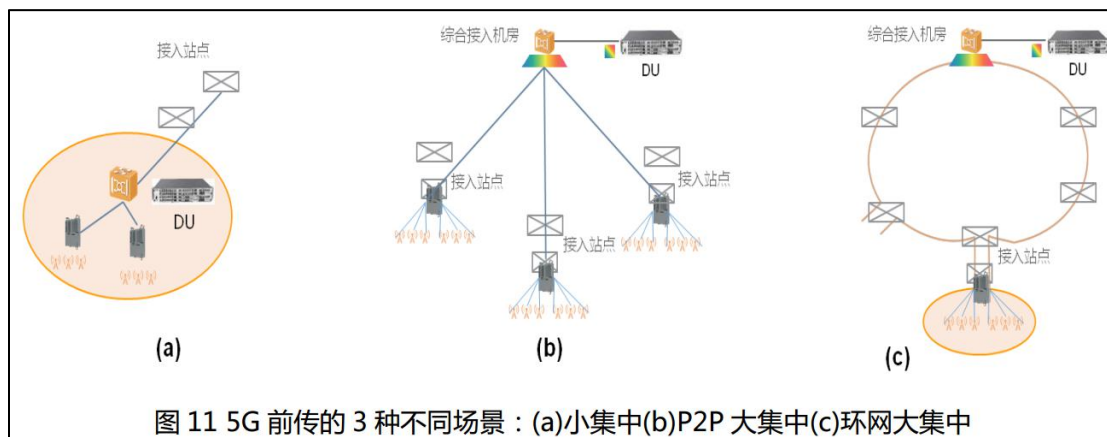 接入站点
DU
(a)
综合接入机房
DU
接入站点
接入站点
接入站点
(b)
综合接入机房
DU
接入站点
(c)
图 11 5G 前传的 3 种不同场景：(a)小集中(b)P2P 大集中(c)环网大集中